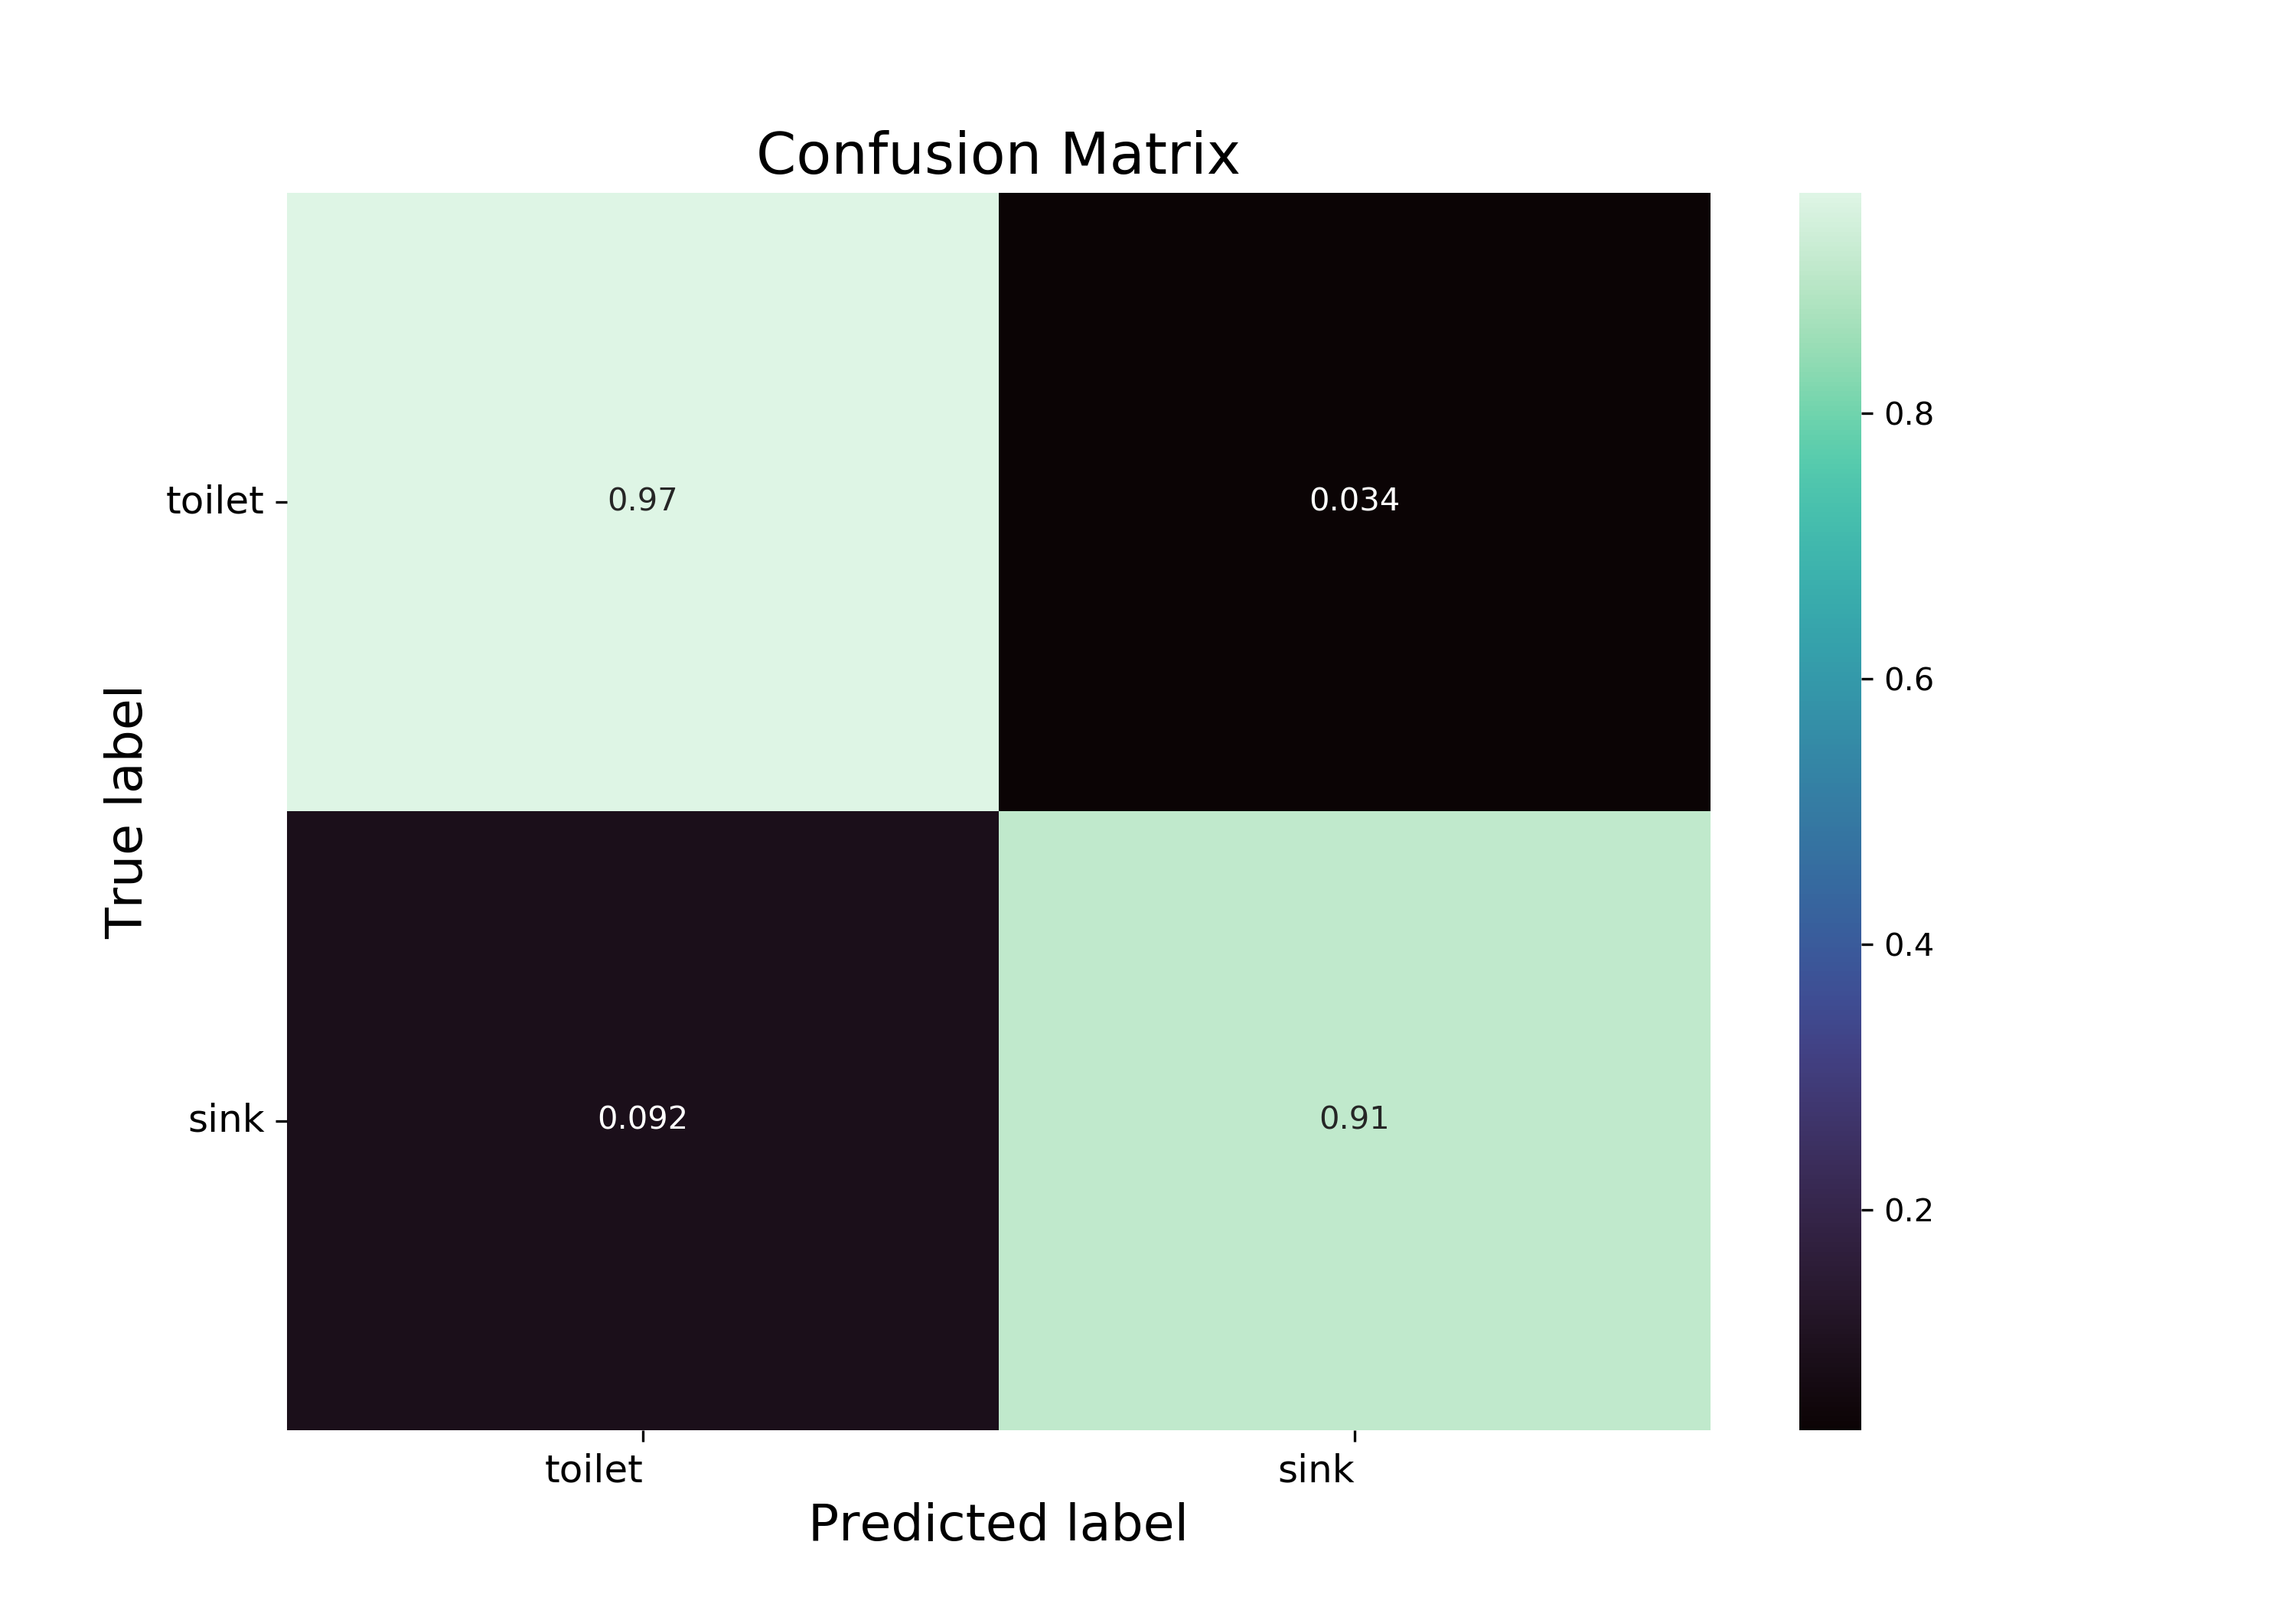 Confusion Matrix
True label
toilet
0.97
0.034
sink
0.092
0.91
toilet
sink
Predicted label
0.8
0.6
0.4
0.2